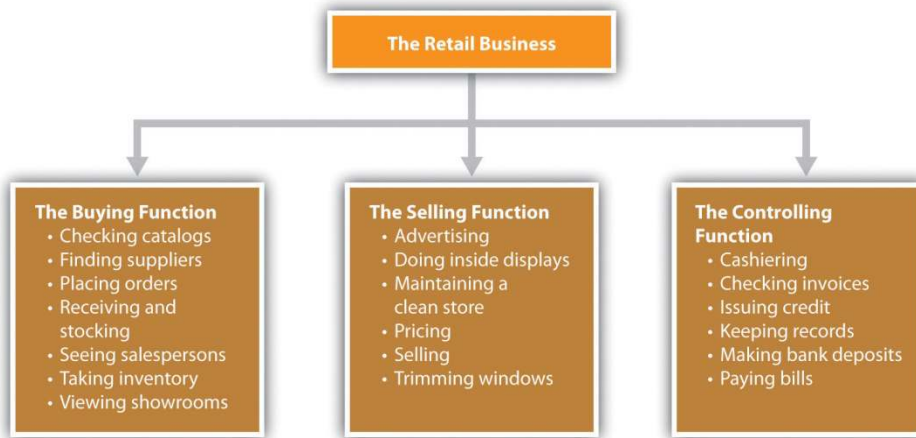 The Retail Business
The Buying Function
• Checking catalogs
• Finding suppliers
• Placing orders
• Receiving and
stocking
• Seeing salespersons
• Taking inventory
• Viewing showrooms
The Selling Function
• Advertising
• Doing inside displays
• Maintaining a
clean store
• Pricing
• Selling
• Trimming windows
The Controlling
Function
• Cashiering
• Checking invoices
• Issuing credit
• Keeping records
• Making bank deposits
• Paying bills